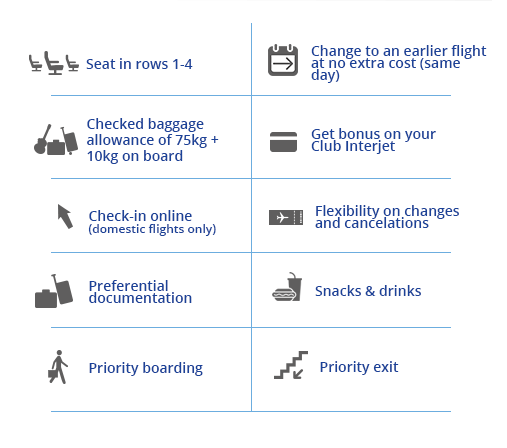 Seat in rows 1-4
Change to an earlier flight
at no extra cost (same
day)
Checked baggage
allowance of 75kg +
10kg on board
Get bonus on your
Club Interjet
Check-in online
(domestic flights only)
Flexibility on changes
and cancelations
Preferential
documentation
Snacks & drinks
Priority boarding
Priority exit